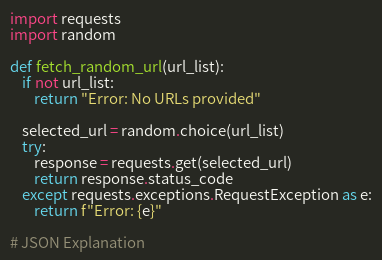 import requests
import random

def fetch_random_url(url_list):
    if not url_list:
        return "Error: No URLs provided"

    selected_url = random.choice(url_list)
    try:
        response = requests.get(selected_url)
        return response.status_code
    except requests.exceptions.RequestException as e:
        return f"Error: {e}"

# JSON Explanation